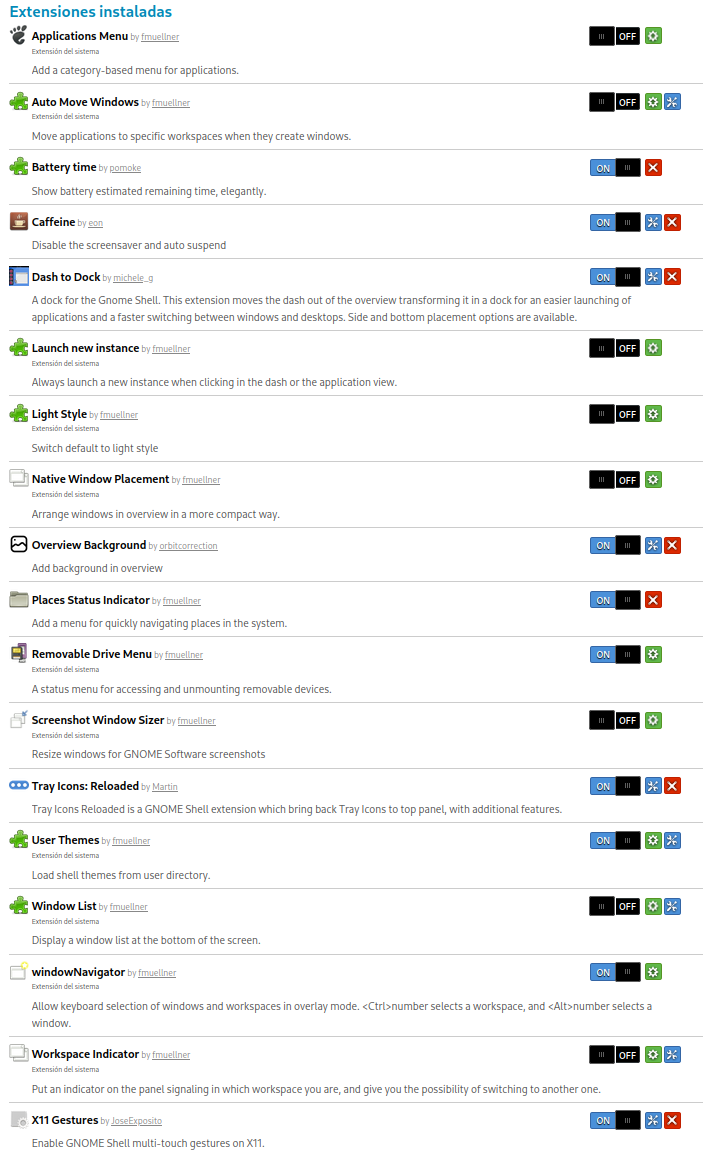 Extensiones instaladas
Applications Menu by fmuellner
OFF
Extensión del sistema
Add a category-based menu for applications.
Auto Move Windows by fmuellner
OFF
Extensión del sistema
Move applications to specific workspaces when they create windows.
Battery time by pomoke
ON
Show battery estimated remaining time, elegantly.
Caffeine by eon
ON
Disable the screensaver and auto suspend
Dash to Dock by michele_g
ON
A dock for the Gnome Shell. This extension moves the dash out of the overview transforming it in a dock for an easier launching of
applications and a faster switching between windows and desktops. Side and bottom placement options are available.
Launch new instance by fmuellner
OFF
Extensión del sistema
Always launch a new instance when clicking in the dash or the application view.
Light Style by fmuellner
OFF
Extensión del sistema
Switch default to light style
Native Window Placement by fmuellner
OFF
Extensión del sistema
Arrange windows in overview in a more compact way.
Overview Background by orbitcorrection
ON
Add background in overview
Places Status Indicator by fmuellner
ON
Add a menu for quickly navigating places in the system.
Removable Drive Menu by fmuellner
ON
Extensión del sistema
A status menu for accessing and unmounting removable devices.
Screenshot Window Sizer by fmuellner
OFF
Extensión del sistema
Resize windows for GNOME Software screenshots
Tray Icons: Reloaded by Martin
ON
Tray Icons Reloaded is a GNOME Shell extension which bring back Tray Icons to top panel, with additional features.
User Themes by fmuellner
ON
Extensión del sistema
Load shell themes from user directory.
Window List by fmuellner
OFF
Extensión del sistema
Display a window list at the bottom of the screen.
windowNavigator by fmuellner
ON
Extensión del sistema
Allow keyboard selection of windows and workspaces in overlay mode. <Ctrl>number selects a workspace, and <Alt>number selects a
window.
Workspace Indicator by fmuellner
OFF
Extensión del sistema
Put an indicator on the panel signaling in which workspace you are, and give you the possibility of switching to another one.
X11 Gestures by JoseExposito
ON
Enable GNOME Shell multi-touch gestures on X11.